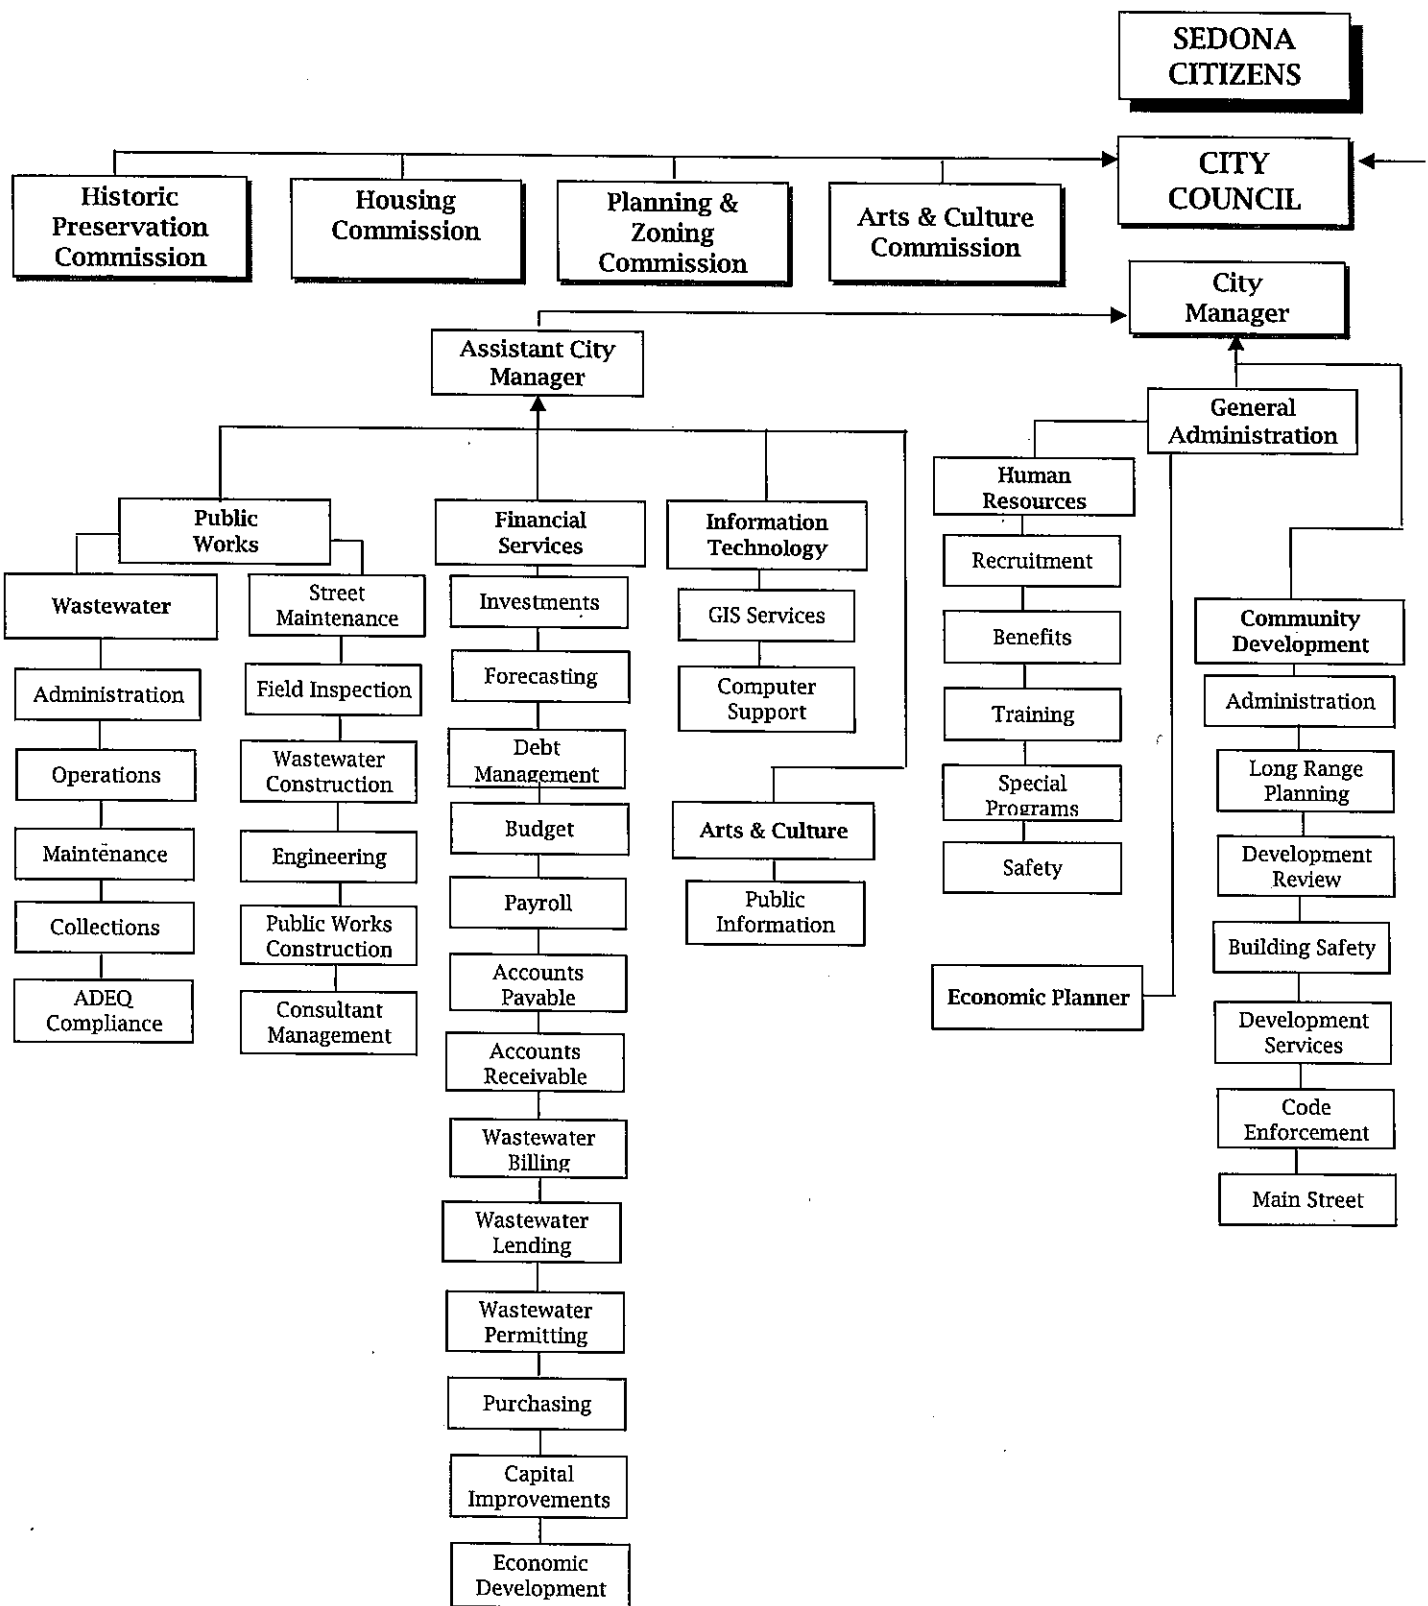 SEDONA
CITIZENS
CITY
COUNCIL
Historic
Preservation
Commission
Housing
Commission
Planning &
Zoning
Commission
Arts & Culture
Commission
City
Manager
Assistant City
Manager
General
Administration
Public
Works
Wastewater
Administration
Operations
Maintenance
Collections
ADEQ
Compliance
Street
Maintenance
Field Inspection
Wastewater
Construction
Engineering
Public Works
Construction
Consultant
Management
Financial
Services
Investments
Forecasting
Debt
Management
Budget
Payroll
Accounts
Payable
Accounts
Receivable
Wastewater
Billing
Wastewater
Lending
Wastewater
Permitting
Purchasing
Capital
Improvements
Economic
Development
Information
Technology
GIS Services
Computer
Support
Arts & Culture
Public
Information
Human
Resources
Recruitment
Benefits
Training
Special
Programs
Safety
Economic Planner
Community
Development
Administration
Long Range
Planning
Development
Review
Building Safety
Development
Services
Code
Enforcement
Main Street